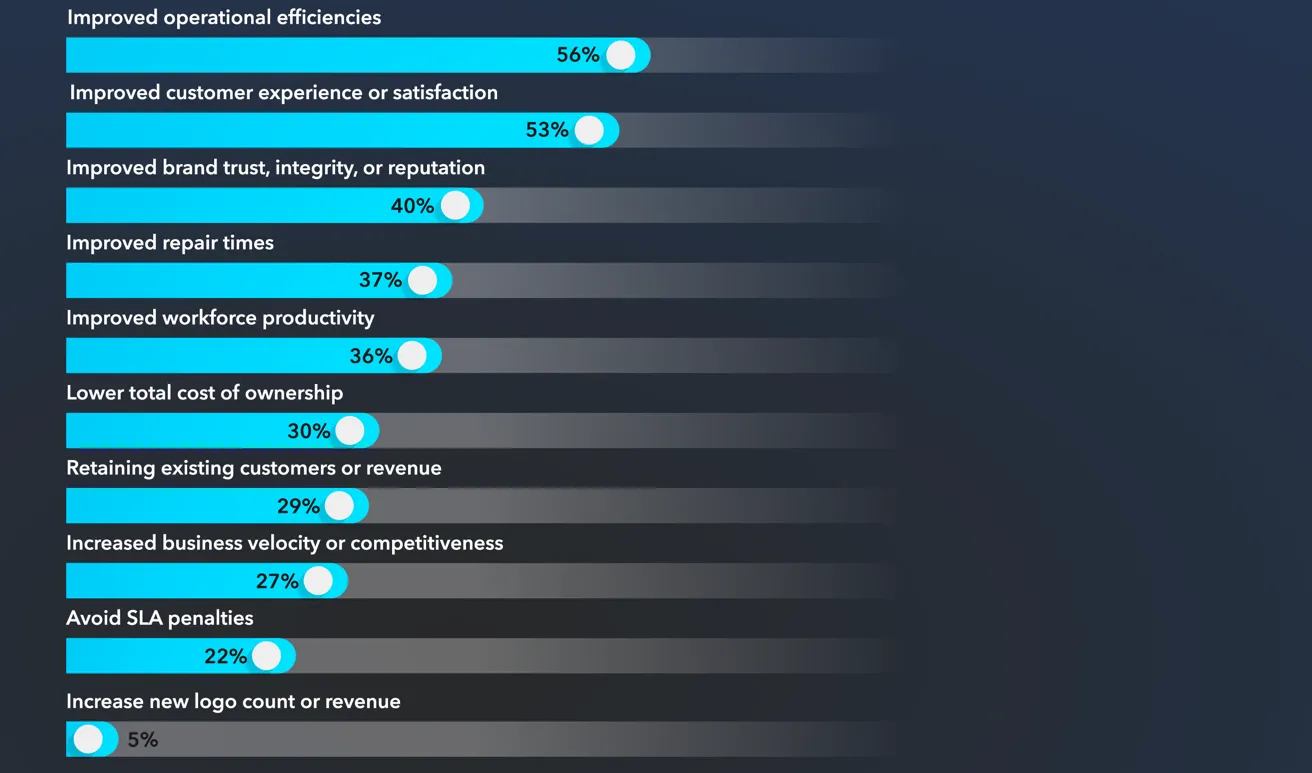 Improved operational efficiencies
56%
Improved customer experience or satisfaction
53%
Improved brand trust, integrity, or reputation
40%
Improved repair times
37%
Improved workforce productivity
36%
Lower total cost of ownership
30%
Retaining existing customers or revenue
29%
Increased business velocity or competitiveness
27%
Avoid SLA penalties
22%
Increase new logo count or revenue
5%